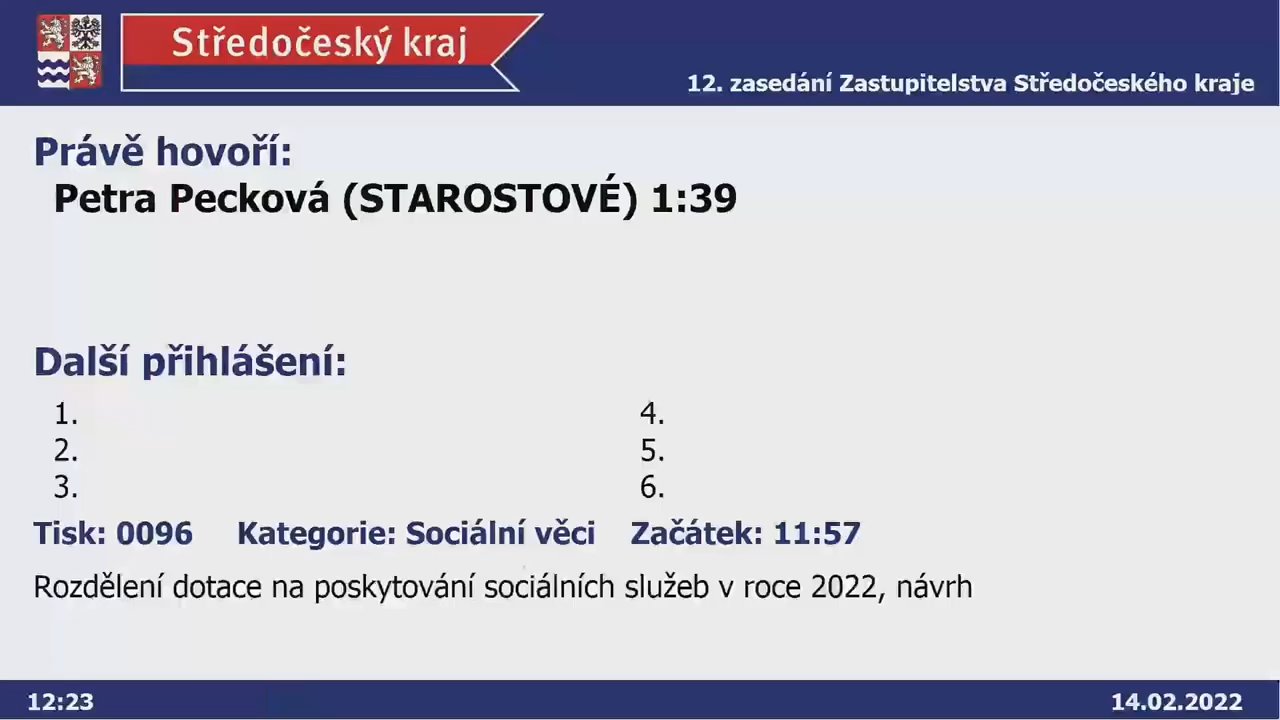 Středočeský kraj
12. zasedání Zastupitelstva Středočeského kraje
Právě hovoří:
Petra Pecková (STAROSTOVÉ) 1:39
Další přihlášení:
1. 4.
2. 5.
3. 6.
Tisk: 0096 Kategorie: Sociální věci Začátek: 11:57
Rozdělení dotace na poskytování sociálních služeb v roce 2022, návrh
12:23 14.02.2022